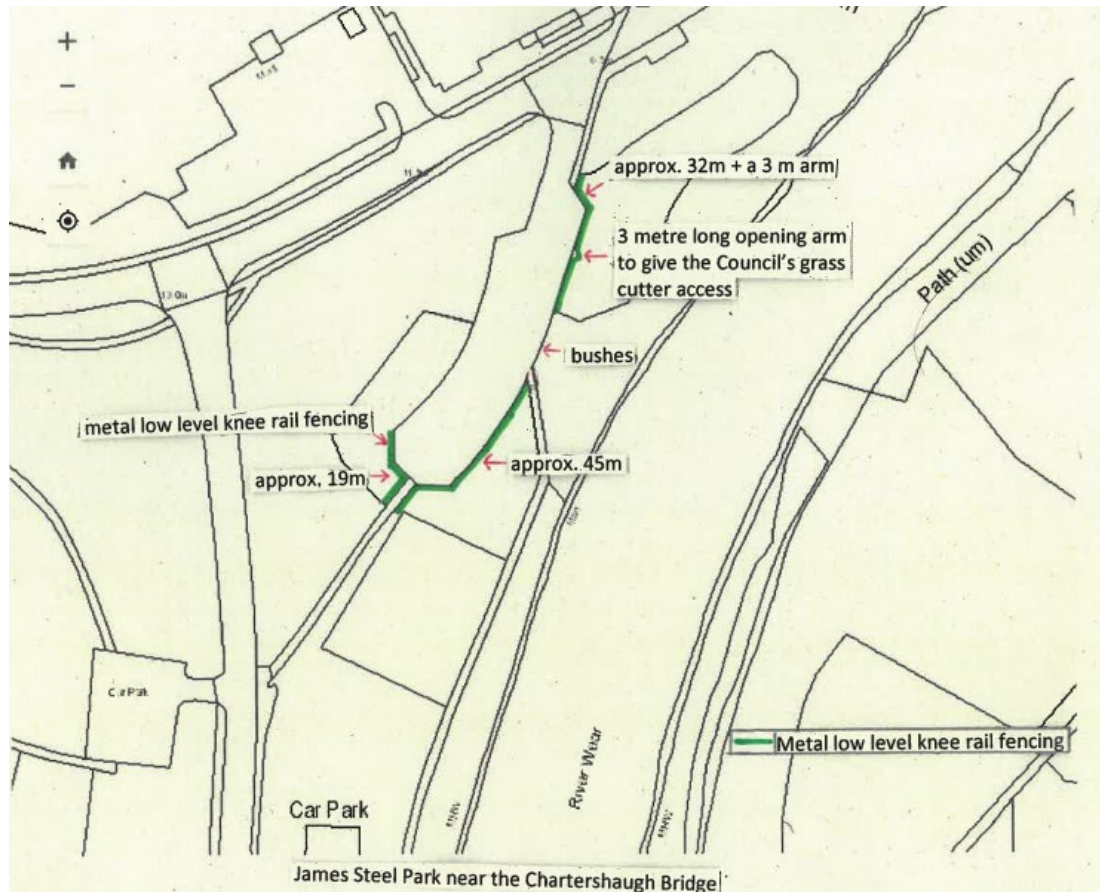 approx. 32m + a 3 m arm
3 metre long opening arm
to give the Council's grass
cutter access
Path (um)
bushes
metal low level knee rail fencing
approx. 19m
approx. 45m
Car Park
Metal low level knee rail fencing
River Wear
MHW
MHW
Car Park
James Steel Park near the Chartershaugh Bridge